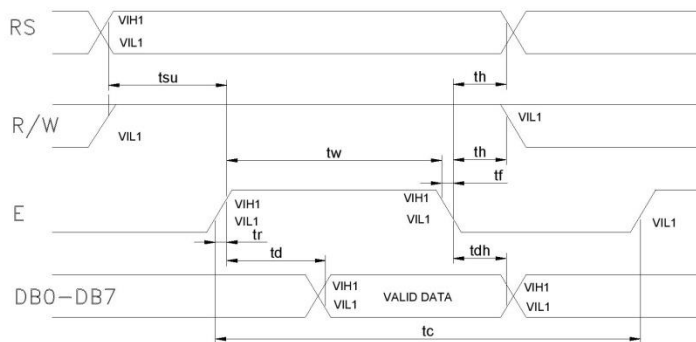 RS
VIH1
VIL1
tsu
th
R/W
VIL1
VIL1
tw
th
tf
E
VIH1
VIL1
VIH1
VIL1
VIL1
tr
td
tdh
DB0-DB7
VIH1
VIL1
VALID DATA
VIH1
VIL1
tc